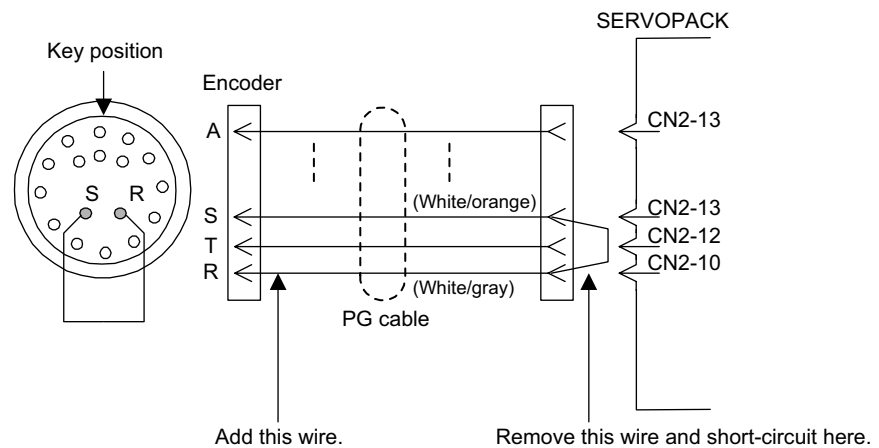 SERVOPACK
Key position
Encoder
A
CN2-13
S R
S
(White/orange)
CN2-13
T
CN2-12
R
CN2-10
(White/gray)
PG cable
Add this wire.
Remove this wire and short-circuit here.